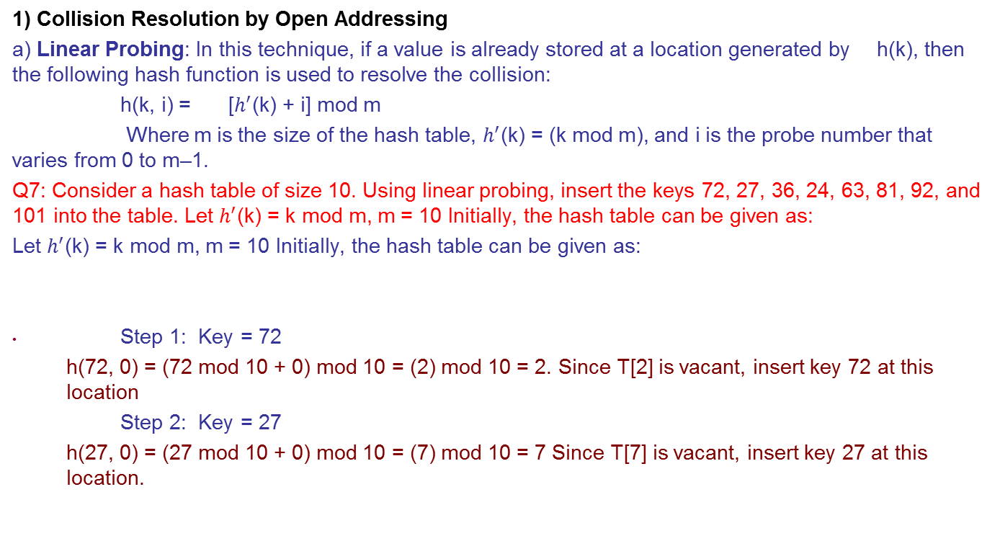 1) Collision Resolution by Open Addressing
a) Linear Probing: In this technique, if a value is already stored at a location generated by h(k), then
the following hash function is used to resolve the collision:
h(k, i) = [h′(k) + i] mod m
Where m is the size of the hash table, h′(k) = (k mod m), and i is the probe number that
varies from 0 to m–1.
Q7: Consider a hash table of size 10. Using linear probing, insert the keys 72, 27, 36, 24, 63, 81, 92, and
101 into the table. Let h′(k) = k mod m, m = 10 Initially, the hash table can be given as:
Let h′(k) = k mod m, m = 10 Initially, the hash table can be given as:
• Step 1: Key = 72
h(72, 0) = (72 mod 10 + 0) mod 10 = (2) mod 10 = 2. Since T[2] is vacant, insert key 72 at this
location
Step 2: Key = 27
h(27, 0) = (27 mod 10 + 0) mod 10 = (7) mod 10 = 7 Since T[7] is vacant, insert key 27 at this
location.